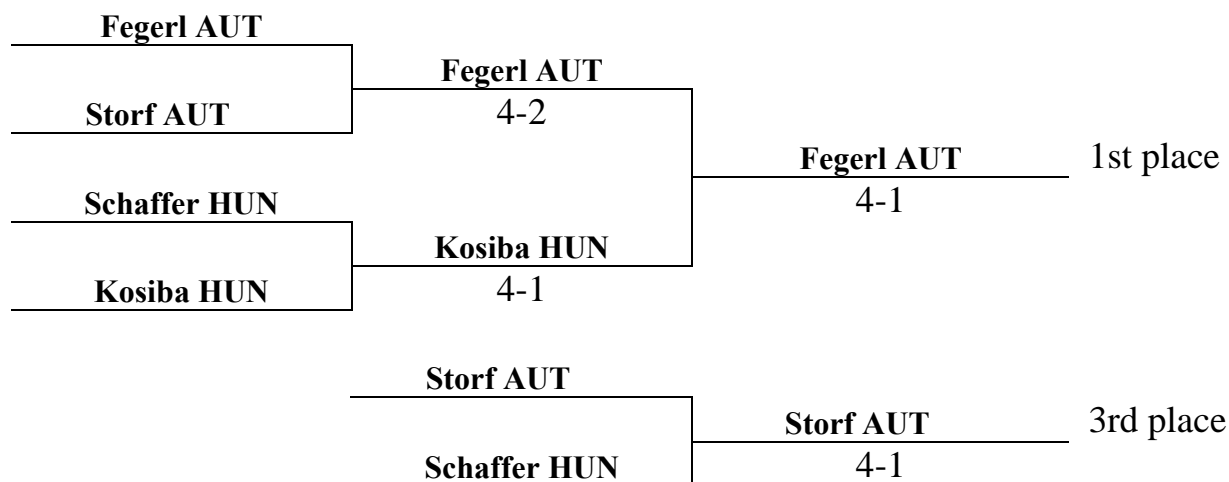 Fegerl AUT
Fegerl AUT
Storf AUT
4-2
Fegerl AUT
1st place
4-1
Schaffer HUN
Kosiba HUN
Kosiba HUN
4-1
Storf AUT
Storf AUT
3rd place
Schaffer HUN
4-1